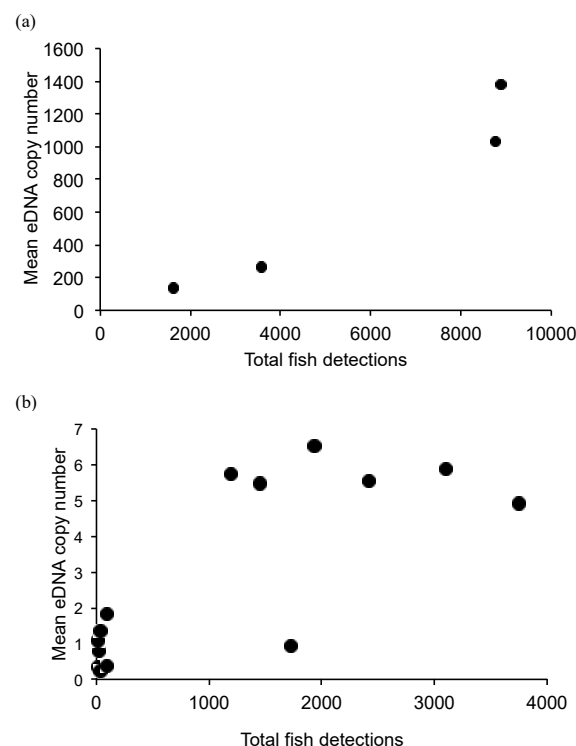 (a)
1600
1400
1200
1000
800
600
400
200
0
Mean eDNA copy number
0 2000 4000 6000 8000 10000
Total fish detections
(b)
7
6
5
4
3
2
1
0
Mean eDNA copy number
0 1000 2000 3000 4000
Total fish detections